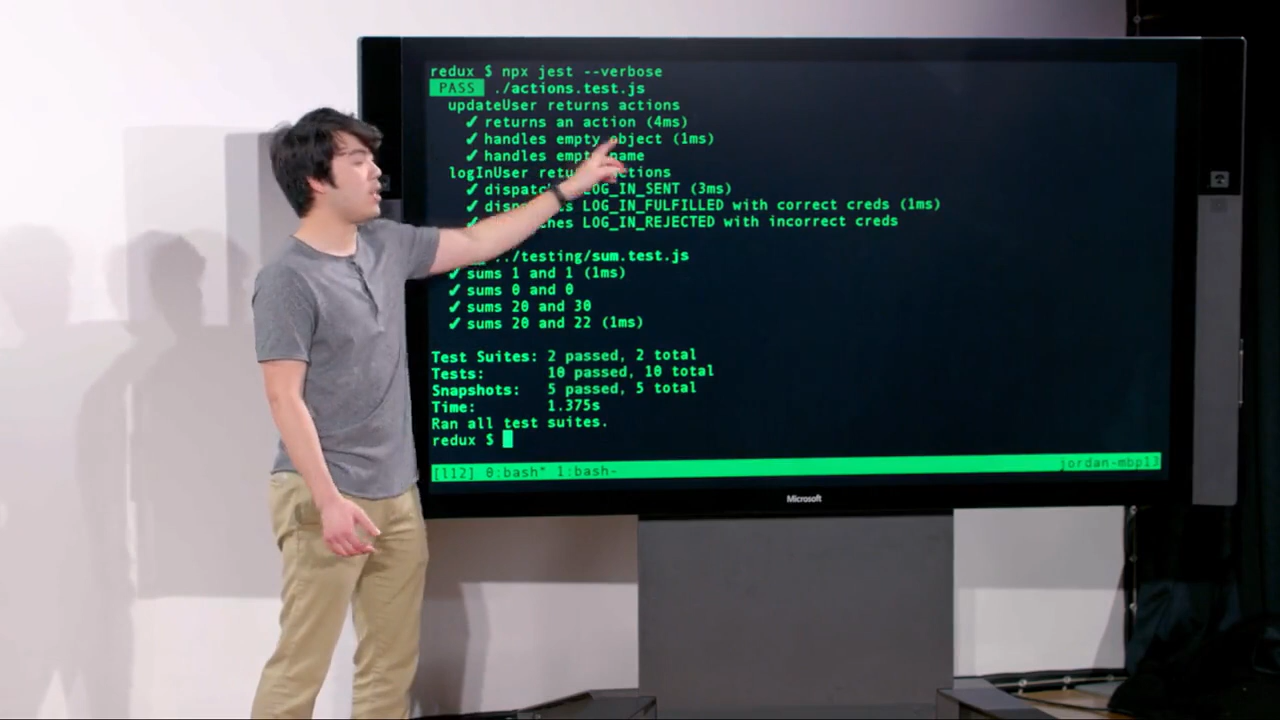 redux $ npx jest --verbose
PASS ./actions.test.js
updateUser returns actions
✓ returns an action (4ms)
✓ handles empty object (1ms)
✓ handles empty name
logInUser actions
✓ LOG_IN_SENT (3ms)
✓ LOG_IN_FULFILLED with correct creds (1ms)
LOG_IN_REJECTED with incorrect creds
../testing/sum.test.js
✓ sums 1 and 1 (1ms)
✓ sums 0 and 0
✓ sums 20 and 30
✓ sums 20 and 22 (1ms)
Test Suites: 2 passed, 2 total
Tests: 10 passed, 10 total
Snapshots: 5 passed, 5 total
Time: 1.375s
Ran all test suites.
redux $
[l12] 0:bash* 1:bash- jordan-mbp13
Microsoft